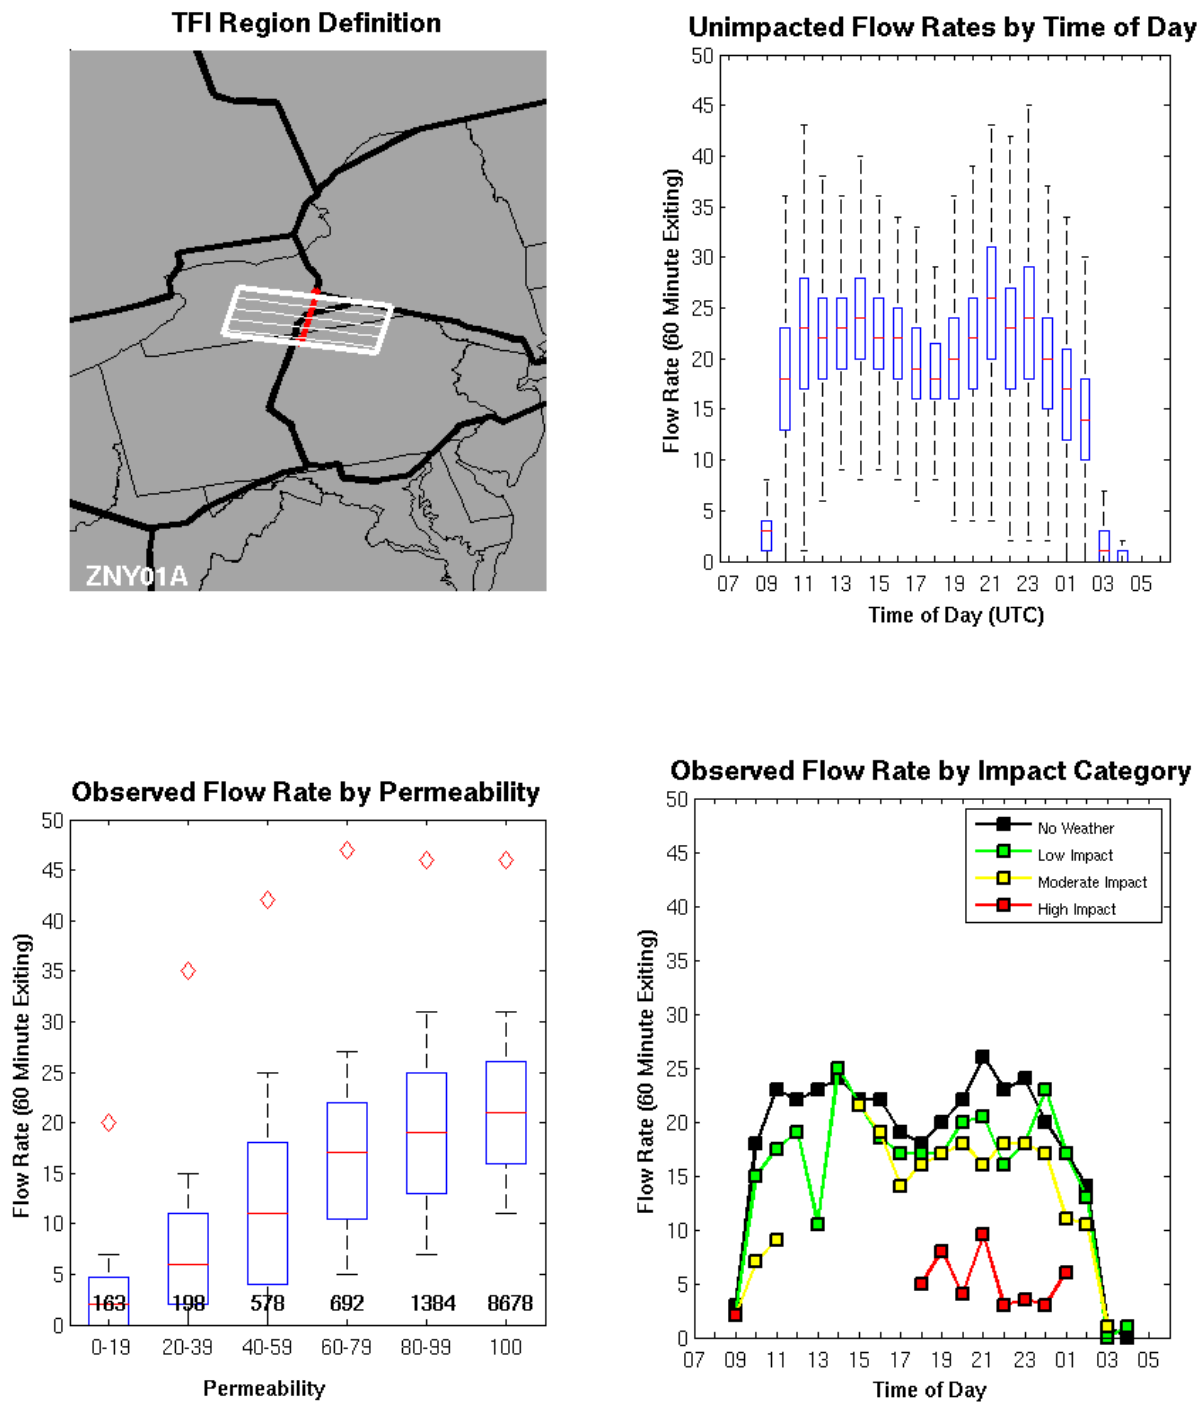 TFI Region Definition
ZNY01A
Unimpacted Flow Rates by Time of Day
Flow Rate (60 Minute Exiting)
50
45
40
35
30
25
20
15
10
5
0
07 09 11 13 15 17 19 21 23 01 03 05
Time of Day (UTC)
Observed Flow Rate by Permeability
Flow Rate (60 Minute Exiting)
50
45
40
35
30
25
20
15
10
5
0
163 198 578 692 1384 8678
0-19 20-39 40-59 60-79 80-99 100
Permeability
Observed Flow Rate by Impact Category
Flow Rate (60 Minute Exiting)
50
45
40
35
30
25
20
15
10
5
0
No Weather
Low Impact
Moderate Impact
High Impact
07 09 11 13 15 17 19 21 23 01 03 05
Time of Day